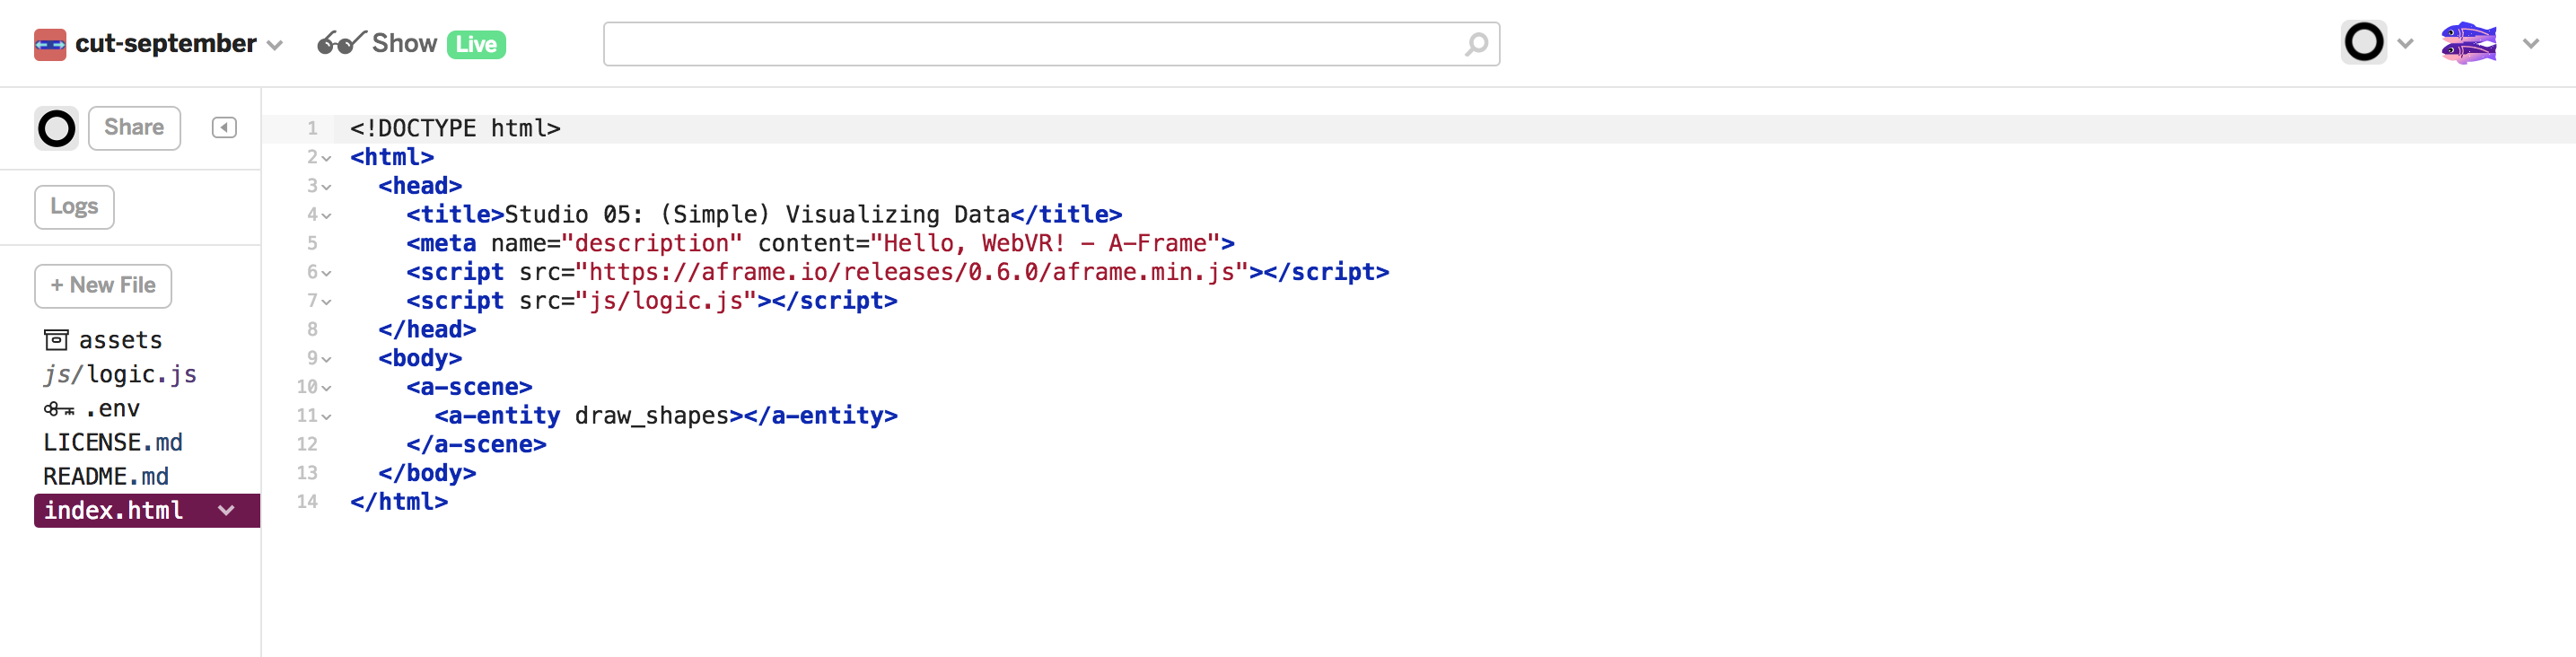 cut-september Show Live
Share
Logs
+ New File
assets
js/logic.js
.env
LICENSE.md
README.md
index.html
1 <!DOCTYPE html>
2 <html>
3 <head>
4 <title>Studio 05: (Simple) Visualizing Data</title>
5 <meta name="description" content="Hello, WebVR! – A-Frame">
6 <script src="https://aframe.io/releases/0.6.0/aframe.min.js"></script>
7 <script src="js/logic.js"></script>
8 </head>
9 <body>
10 <a-scene>
11 <a-entity draw_shapes></a-entity>
12 </a-scene>
13 </body>
14 </html>